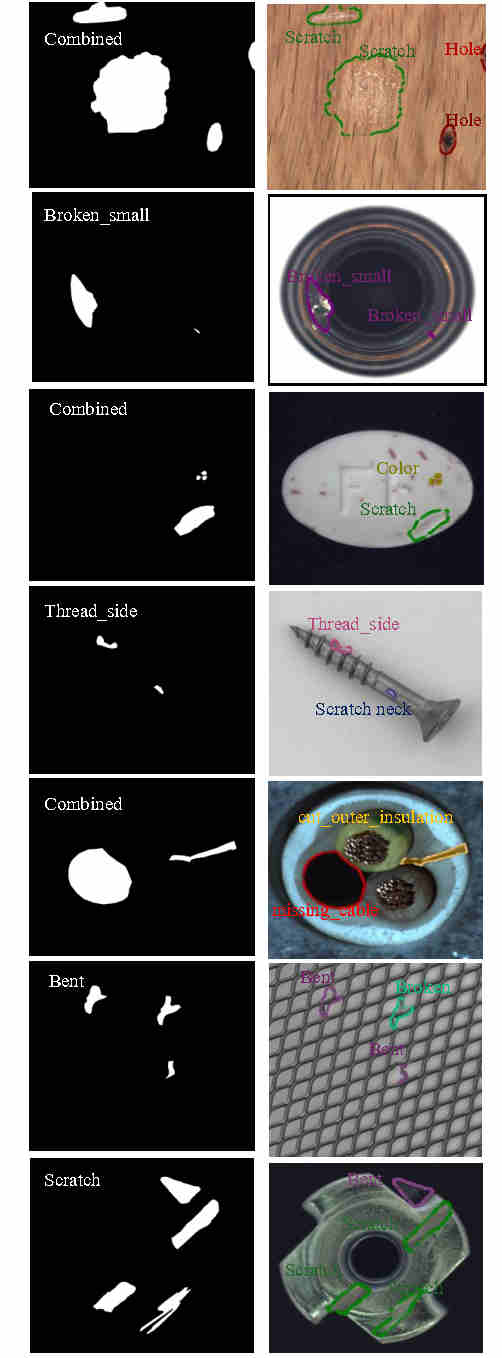 Combined
Scratch
Scratch
Hole
Hole
Broken_small
Broken_small
Broken_small
Combined
Color
Scratch
Thread_side
Thread_side
Scratch neck
Combined
cut_outer_insulation
missing_cable
Bent
Bent
Broken
Bent
Scratch
Bent
Scratch
Scratch
Scratch